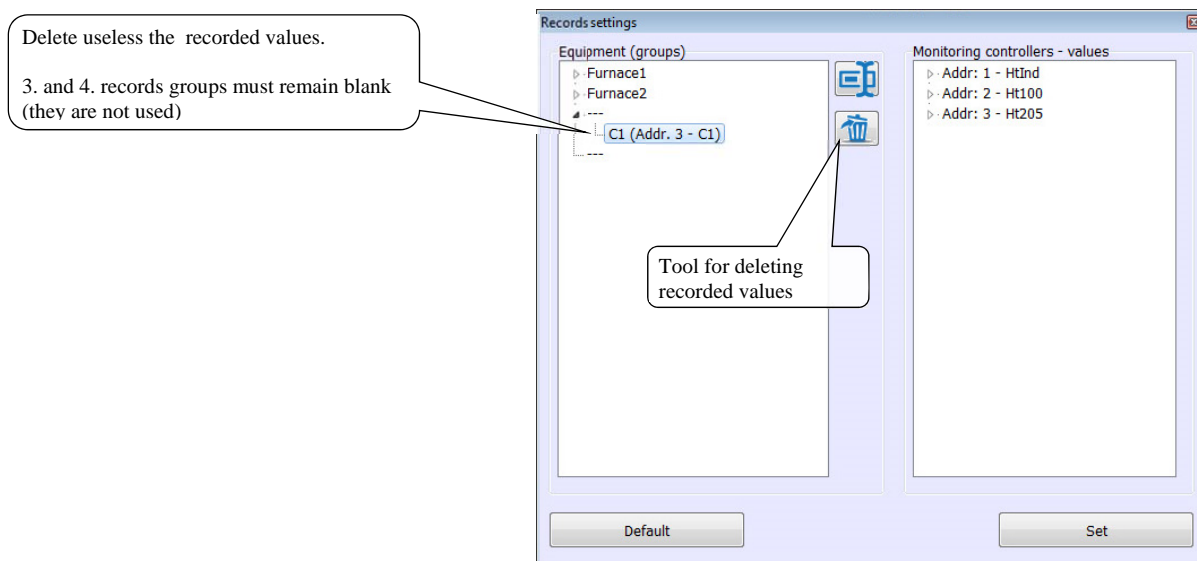 Delete useless the recorded values.
3. and 4. records groups must remain blank
(they are not used)
Records settings
Equipment (groups)
Furnace1
Furnace2
---
C1 (Addr. 3 - C1)
---
Monitoring controllers - values
Addr: 1 - HtInd
Addr: 2 - Ht100
Addr: 3 - Ht205
Tool for deleting
recorded values
Default
Set